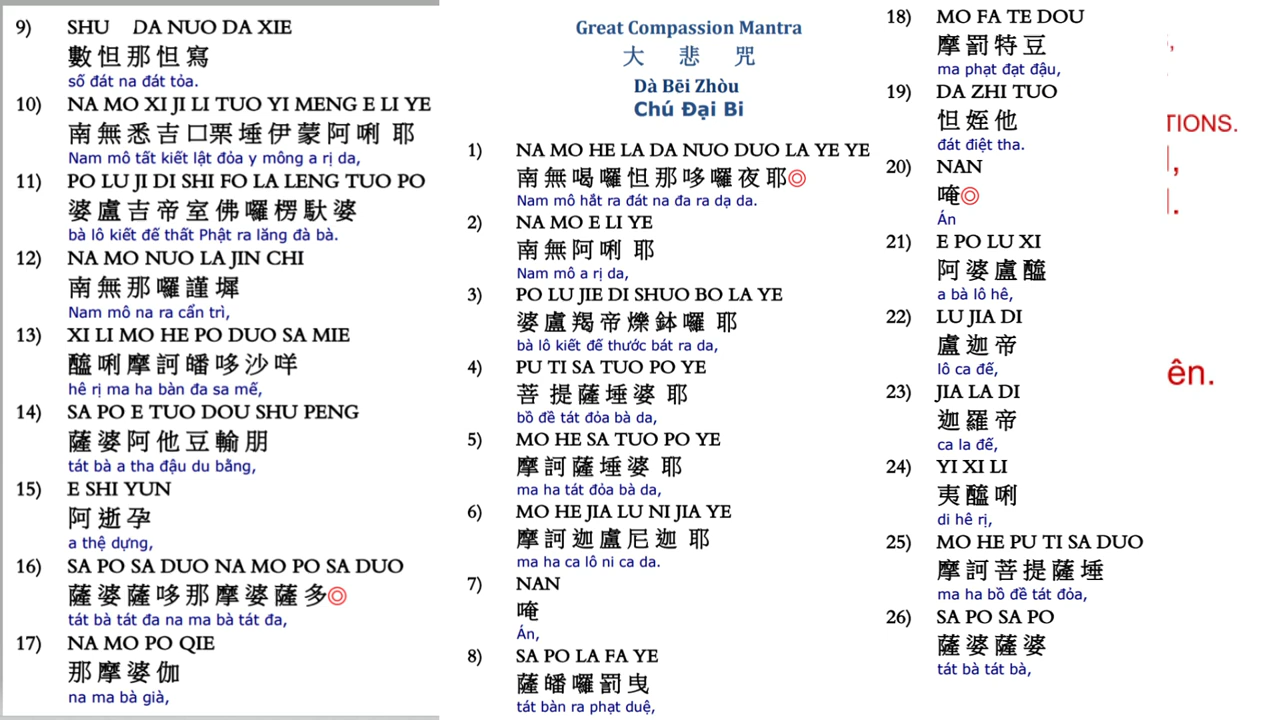 Great Compassion Mantra
大 悲 咒
Dà Bēi Zhòu
Chú Đại Bi
1) NA MO HE LA DA NUO DUO LA YE YE
南無喝囉怛那哆囉夜耶◎
Nam mô hắt ra đát na đa ra dạ da.
2) NA MO E LI YE
南無阿唎 耶
Nam mô a rị da,
3) PO LU JIE DI SHUO BO LA YE
婆盧羯帝爍鉢囉 耶
bà lô kiết đế thước bát ra da,
4) PU TI SA TUO PO YE
菩 提薩埵婆 耶
bồ đề tát đỏa bà da,
5) MO HE SA TUO PO YE
摩訶薩埵婆 耶
ma ha tát đỏa bà da,
6) MO HE JIA LU NI JIA YE
摩訶迦盧尼迦 耶
ma ha ca lô ni ca da.
7) NAN
唵
Án,
8) SA PO LA FA YE
薩皤囉罰曳
tát bàn ra phạt duệ,
9) SHU DA NUO DA XIE
數怛那怛寫
số đát na đát tỏa.
10) NA MO XI JI LI TUO YI MENG E LI YE
南無悉吉口栗埵伊蒙阿唎 耶
Nam mô tất kiết lật đỏa y mông a rị da,
11) PO LU JI DI SHI FO LA LENG TUO PO
婆盧吉帝室佛囉楞馱婆
bà lô kiết đế thất Phật ra lăng đà bà.
12) NA MO NUO LA JIN CHI
南無那囉謹墀
Nam mô na ra cẩn trì,
13) XI LI MO HE PO DUO SA MIE
醯唎摩訶皤哆沙咩
hê rị ma ha bàn đa sa mế,
14) SA PO E TUO DOU SHU PENG
薩婆阿他豆輸朋
tát bà a tha đậu du bằng,
15) E SHI YUN
阿逝孕
a thệ dựng,
16) SA PO SA DUO NA MO PO SA DUO
薩婆薩哆那摩婆薩多◎
tát bà tát đa na ma bà tát đa,
17) NA MO PO QIE
那摩婆伽
na ma bà già,
18) MO FA TE DOU
摩罰特豆
ma phạt đạt đậu,
19) DA ZHI TUO
怛姪他
đát điệt tha.
20) NAN
唵◎
Án
21) E PO LU XI
阿婆盧醯
a bà lô hê,
22) LU JIA DI
盧迦帝
lô ca đế,
23) JIA LA DI
迦羅帝
ca la đế,
24) YI XI LI
夷醯唎
di hê rị,
25) MO HE PU TI SA DUO
摩訶菩提薩埵
ma ha bồ đề tát đỏa,
26) SA PO SA PO
薩婆薩婆
tát bà tát bà,
TIONS.
ên.